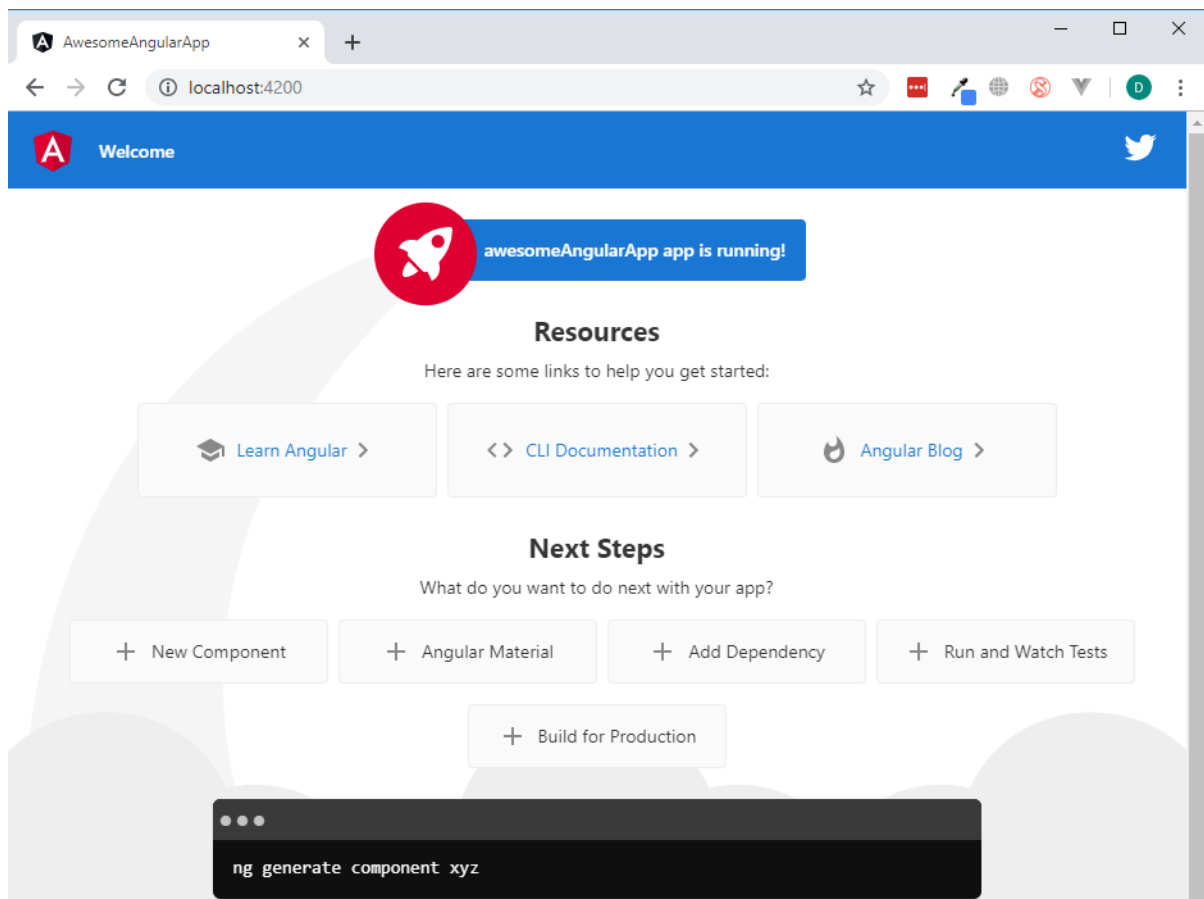 AwesomeAngularApp
localhost:4200
D
A Welcome
awesomeAngularApp app is running!
Resources
Here are some links to help you get started:
Learn Angular
CLI Documentation
Angular Blog
Next Steps
What do you want to do next with your app?
New Component
Angular Material
Add Dependency
Run and Watch Tests
Build for Production
ng generate component xyz